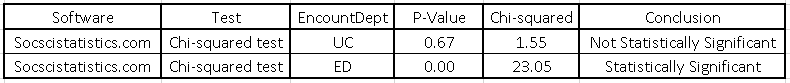 Software Test EncountDept P-Value Chi-squared Conclusion
Socscistatistics.com Chi-squared test UC 0.67 1.55 Not Statistically Significant
Socscistatistics.com Chi-squared test ED 0.00 23.05 Statistically Significant